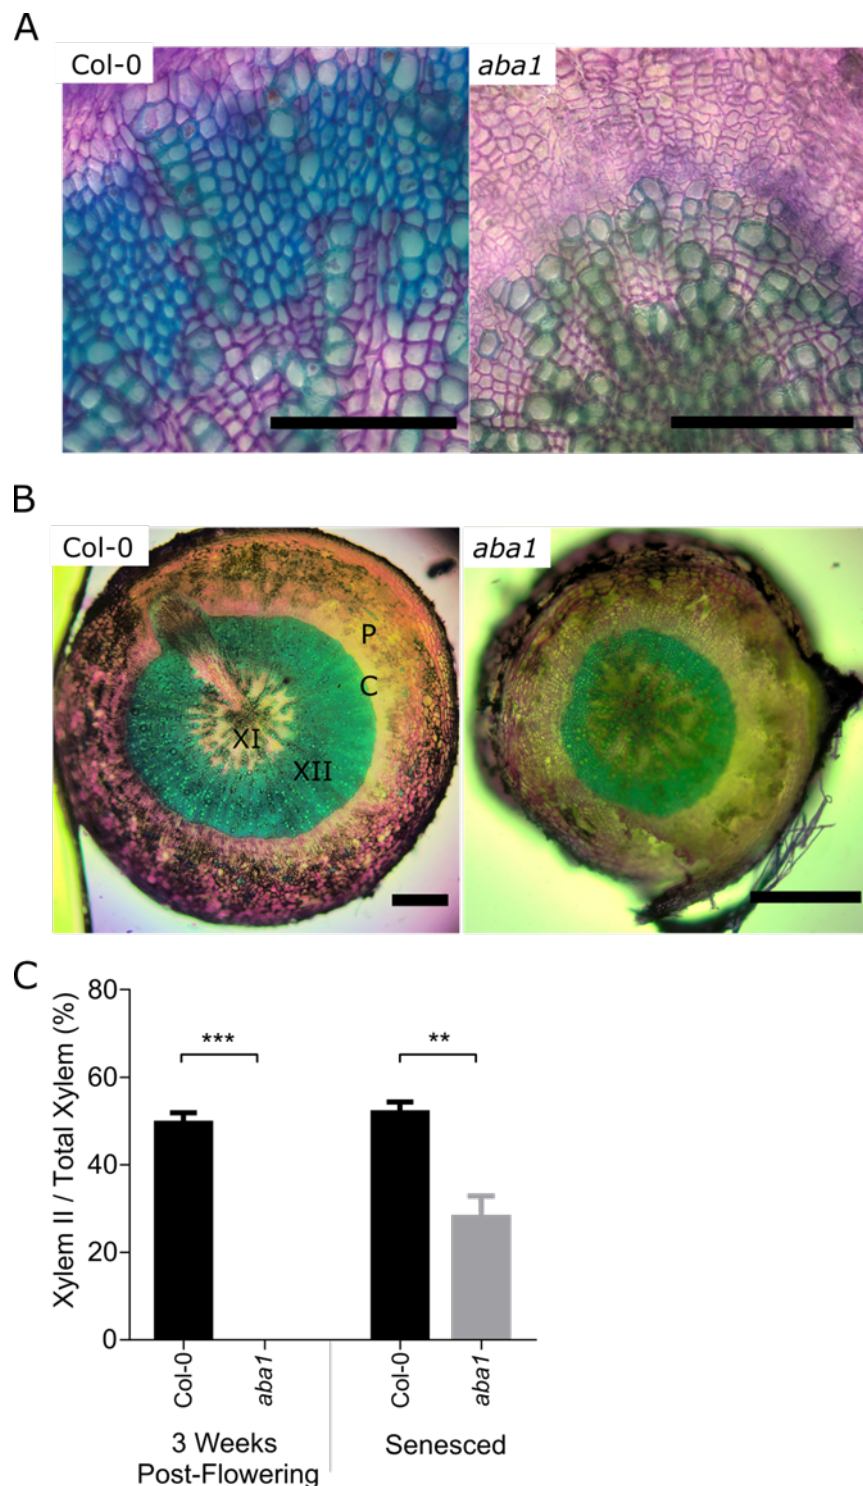 A
Col-0
aba1
B
Col-0
aba1
P
C
XI
XII
C
Xylem II / Total Xylem (%)
80
60
40
20
0
***
**
Col-0
aba1
Col-0
aba1
3 Weeks
Post-Flowering
Senesced